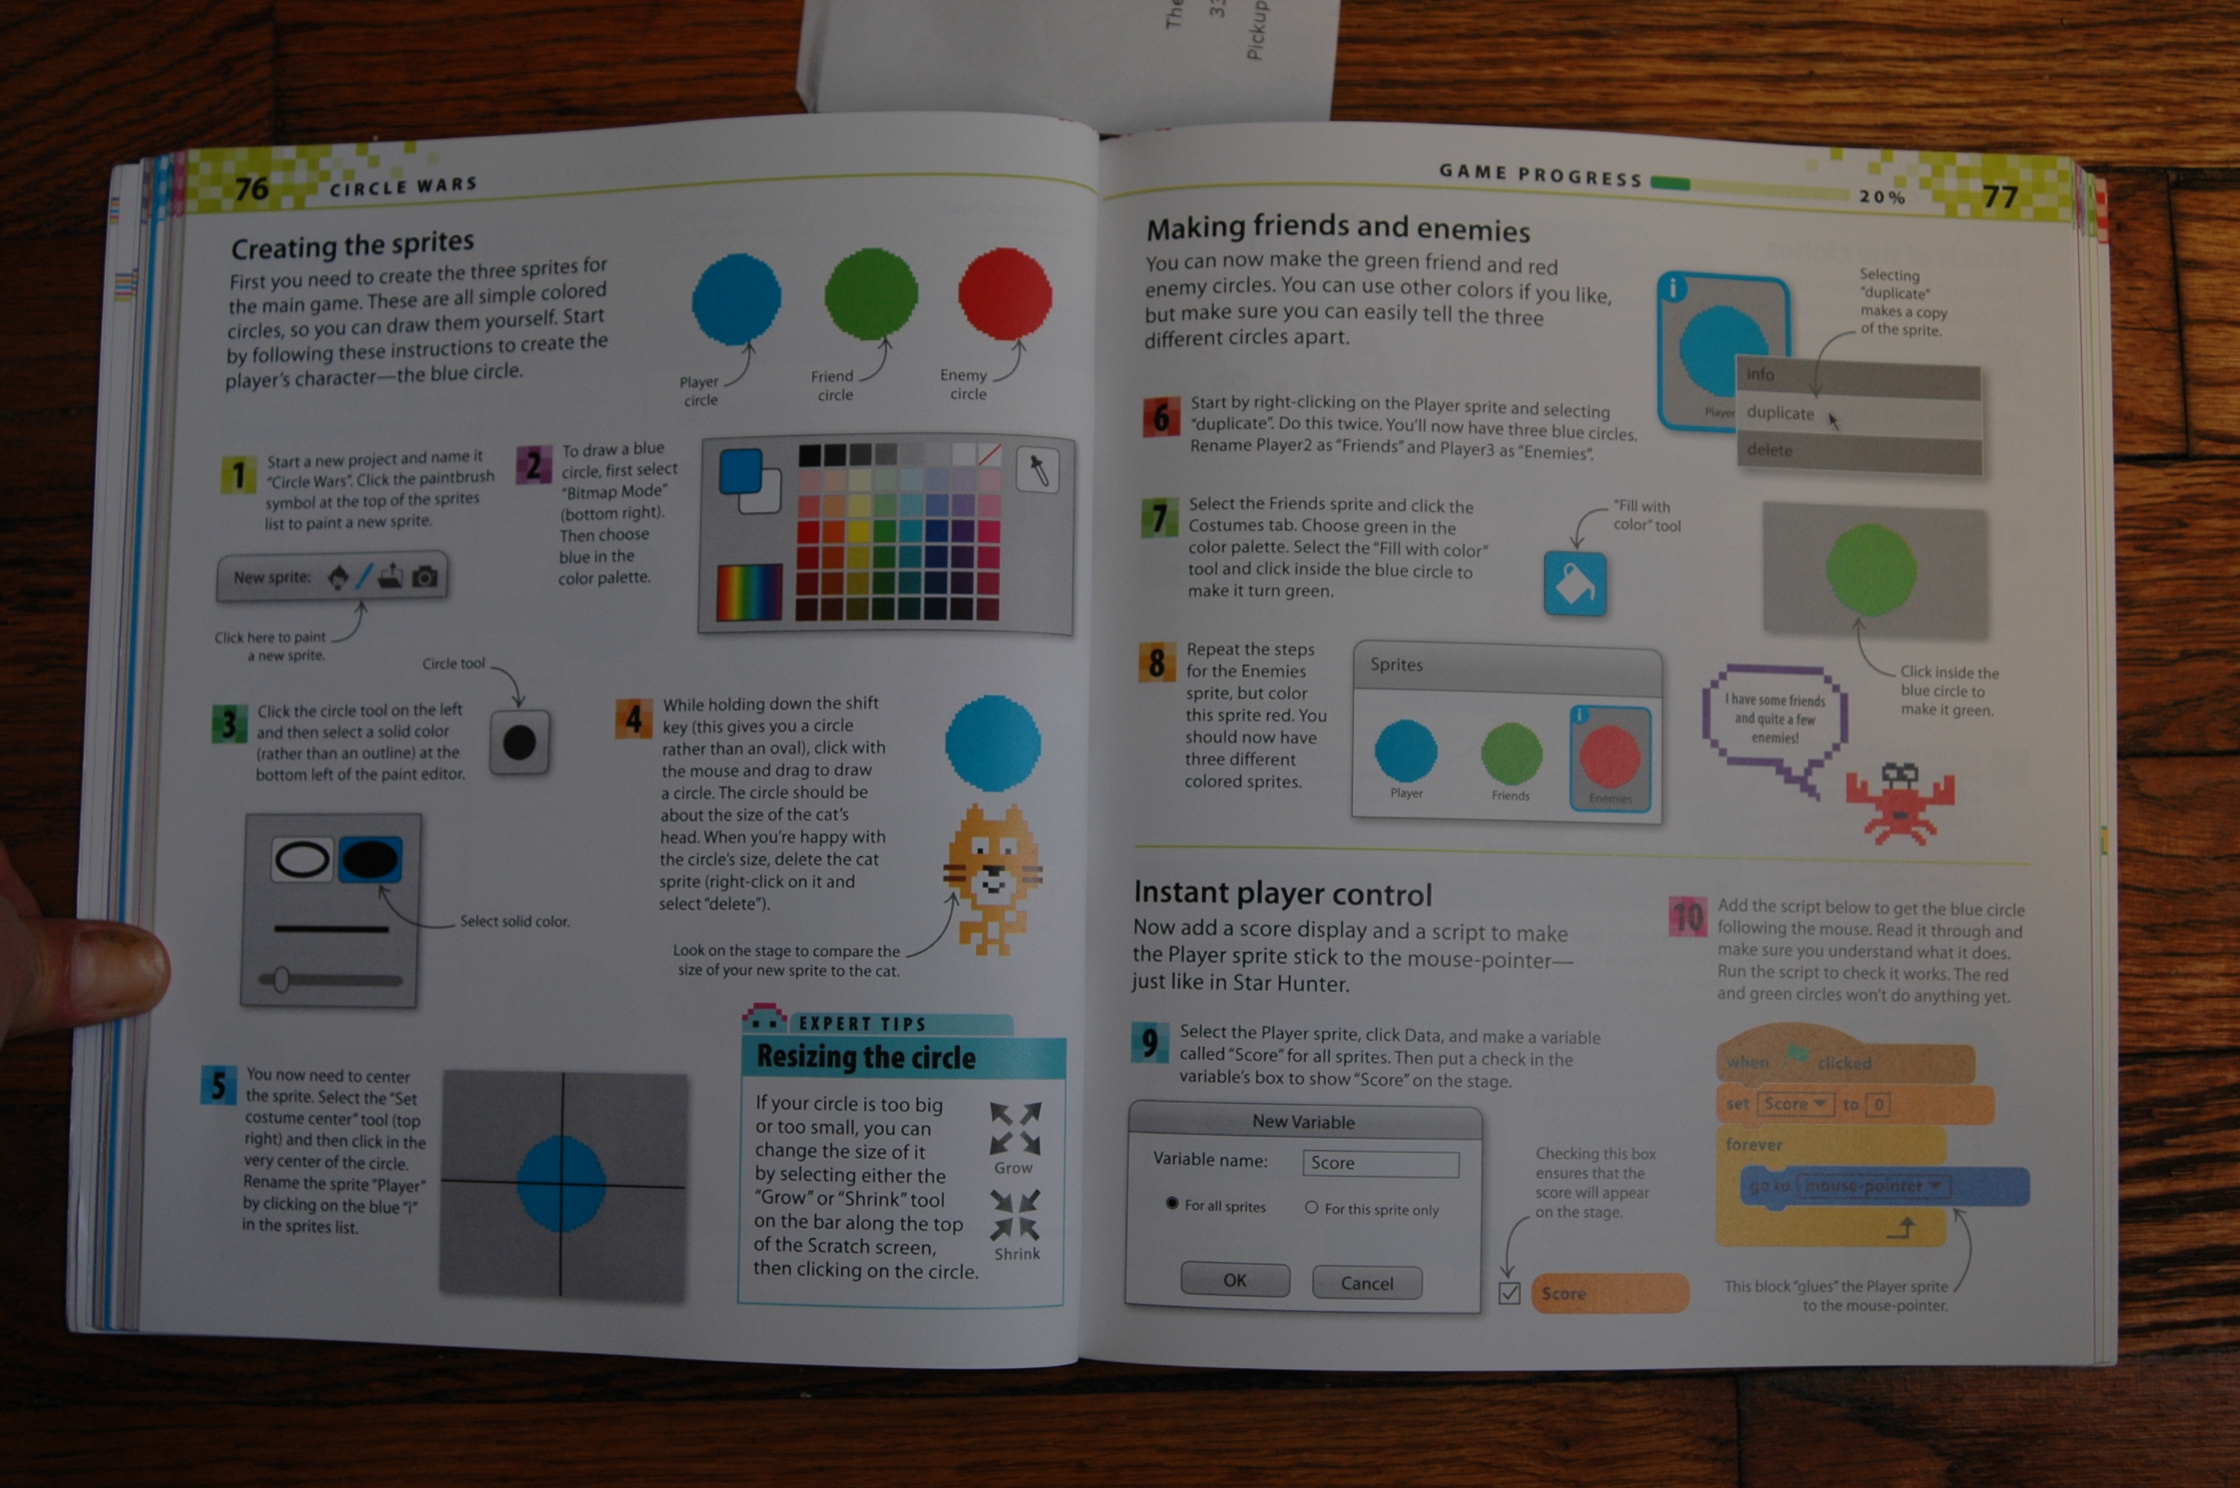 The
33
Pickup
76
CIRCLE WARS
Creating the sprites
First you need to create the three sprites for
the main game. These are all simple colored
circles, so you can draw them yourself. Start
by following these instructions to create the
player's character—the blue circle.
Player
circle
Friend
circle
Enemy
circle
1
Start a new project and name it
"Circle Wars". Click the paintbrush
symbol at the top of the sprites
list to paint a new sprite.
New sprite:
Click here to paint
a new sprite.
2
To draw a blue
circle, first select
"Bitmap Mode"
(bottom right).
Then choose
blue in the
color palette.
Circle tool
3
Click the circle tool on the left
and then select a solid color
(rather than an outline) at the
bottom left of the paint editor.
Select solid color.
4
While holding down the shift
key (this gives you a circle
rather than an oval), click with
the mouse and drag to draw
a circle. The circle should be
about the size of the cat's
head. When you're happy with
the circle's size, delete the cat
sprite (right-click on it and
select "delete").
Look on the stage to compare the
size of your new sprite to the cat.
5
You now need to center
the sprite. Select the "Set
costume center" tool (top
right) and then click in the
very center of the circle.
Rename the sprite "Player"
by clicking on the blue "i"
in the sprites list.
EXPERT TIPS
Resizing the circle
If your circle is too big
or too small, you can
change the size of it
by selecting either the
"Grow" or "Shrink" tool
on the bar along the top
of the Scratch screen,
then clicking on the circle.
Grow
Shrink
GAME PROGRESS
20%
77
Making friends and enemies
You can now make the green friend and red
enemy circles. You can use other colors if you like,
but make sure you can easily tell the three
different circles apart.
i
Player
info
duplicate
delete
Selecting
"duplicate"
makes a copy
of the sprite.
6
Start by right-clicking on the Player sprite and selecting
"duplicate". Do this twice. You'll now have three blue circles.
Rename Player2 as "Friends" and Player3 as "Enemies".
7
Select the Friends sprite and click the
Costumes tab. Choose green in the
color palette. Select the "Fill with color"
tool and click inside the blue circle to
make it turn green.
"Fill with
color" tool
Click inside the
blue circle to
make it green.
8
Repeat the steps
for the Enemies
sprite, but color
this sprite red. You
should now have
three different
colored sprites.
Sprites
i
Player
Friends
Enemies
I have some friends
and quite a few
enemies!
Instant player control
Now add a score display and a script to make
the Player sprite stick to the mouse-pointer—
just like in Star Hunter.
9
Select the Player sprite, click Data, and make a variable
called "Score" for all sprites. Then put a check in the
variable's box to show "Score" on the stage.
New Variable
Variable name:
Score
For all sprites
For this sprite only
OK
Cancel
Checking this box
ensures that the
score will appear
on the stage.
Score
10
Add the script below to get the blue circle
following the mouse. Read it through and
make sure you understand what it does.
Run the script to check it works. The red
and green circles won't do anything yet.
when clicked
set Score to 0
forever
go to mouse-pointer
This block "glues" the Player sprite
to the mouse-pointer.